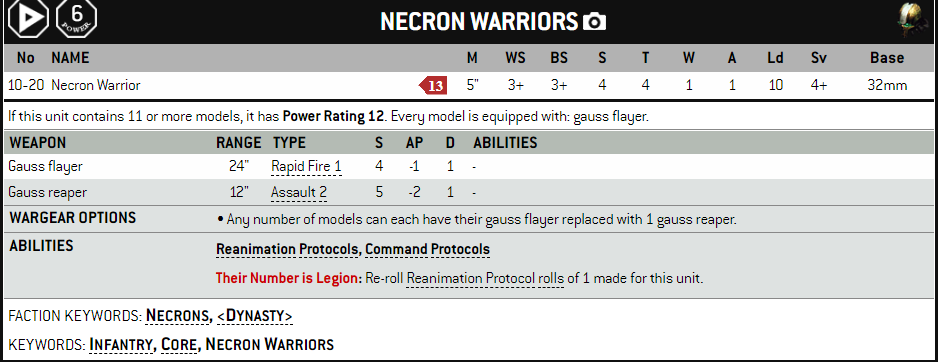 6 POWER NECRON WARRIORS
No NAME M WS BS S T W A Ld Sv Base
10-20 Necron Warrior 13 5" 3+ 3+ 4 4 1 1 10 4+ 32mm
If this unit contains 11 or more models, it has Power Rating 12. Every model is equipped with: gauss flayer.
WEAPON RANGE TYPE S AP D ABILITIES
Gauss flayer 24" Rapid Fire 1 4 -1 1 -
Gauss reaper 12" Assault 2 5 -2 1 -
WARGEAR OPTIONS • Any number of models can each have their gauss flayer replaced with 1 gauss reaper.
ABILITIES Reanimation Protocols, Command Protocols
Their Number is Legion: Re-roll Reanimation Protocol rolls of 1 made for this unit.
FACTION KEYWORDS: NECRONS, <DYNASTY>
KEYWORDS: INFANTRY, CORE, NECRON WARRIORS